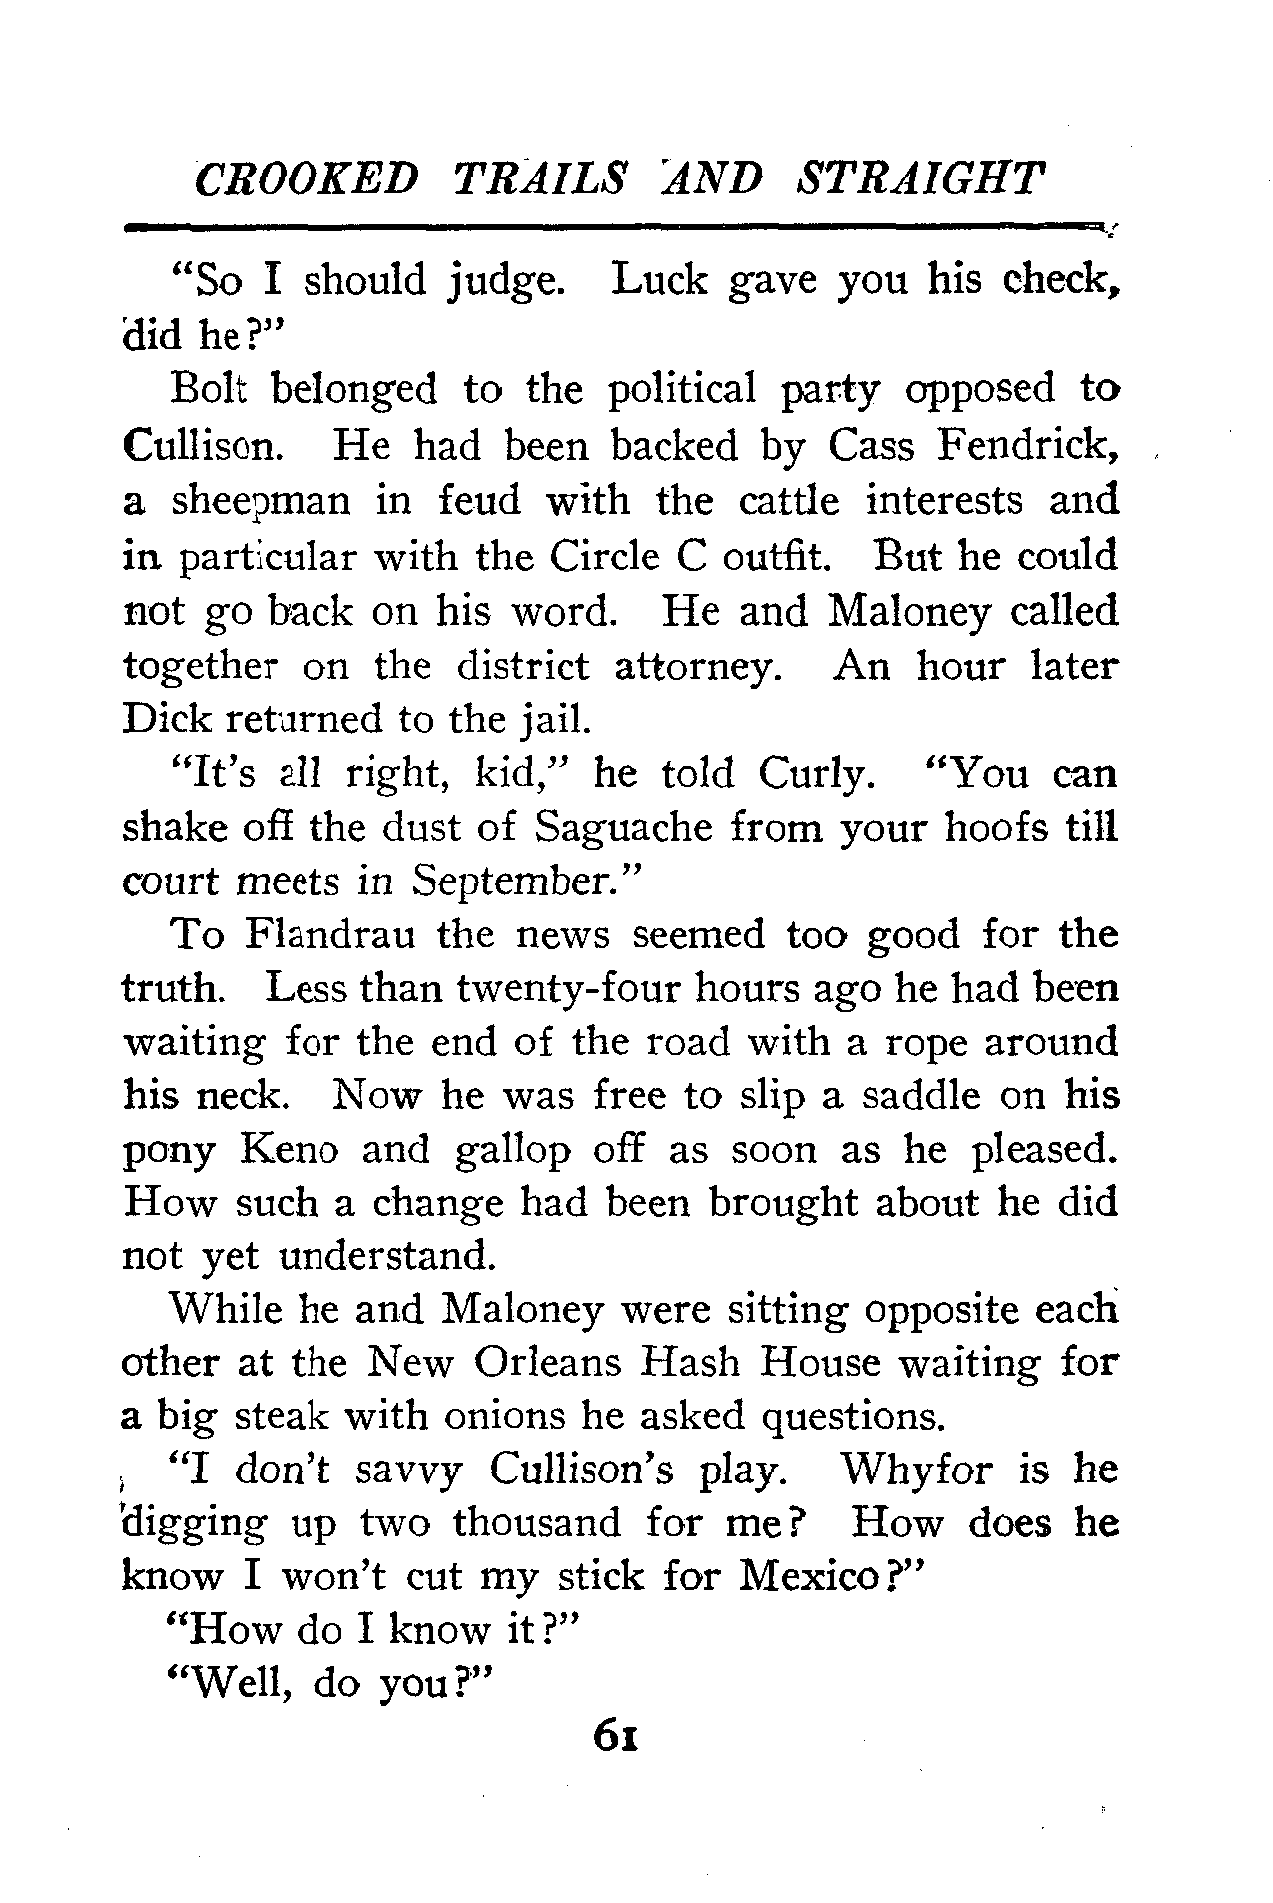 CROOKED TRAILS AND STRAIGHT
“So I should judge. Luck gave you his check,
did he?”
Bolt belonged to the political party opposed to
Cullison. He had been backed by Cass Fendrick,
a sheepman in feud with the cattle interests and
in particular with the Circle C outfit. But he could
not go back on his word. He and Maloney called
together on the district attorney. An hour later
Dick returned to the jail.
“It’s all right, kid,” he told Curly. “You can
shake off the dust of Saguache from your hoofs till
court meets in September.”
To Flandrau the news seemed too good for the
truth. Less than twenty-four hours ago he had been
waiting for the end of the road with a rope around
his neck. Now he was free to slip a saddle on his
pony Keno and gallop off as soon as he pleased.
How such a change had been brought about he did
not yet understand.
While he and Maloney were sitting opposite each
other at the New Orleans Hash House waiting for
a big steak with onions he asked questions.
“I don’t savvy Cullison’s play. Whyfor is he
digging up two thousand for me? How does he
know I won’t cut my stick for Mexico?”
“How do I know it?”
“Well, do you?”
61